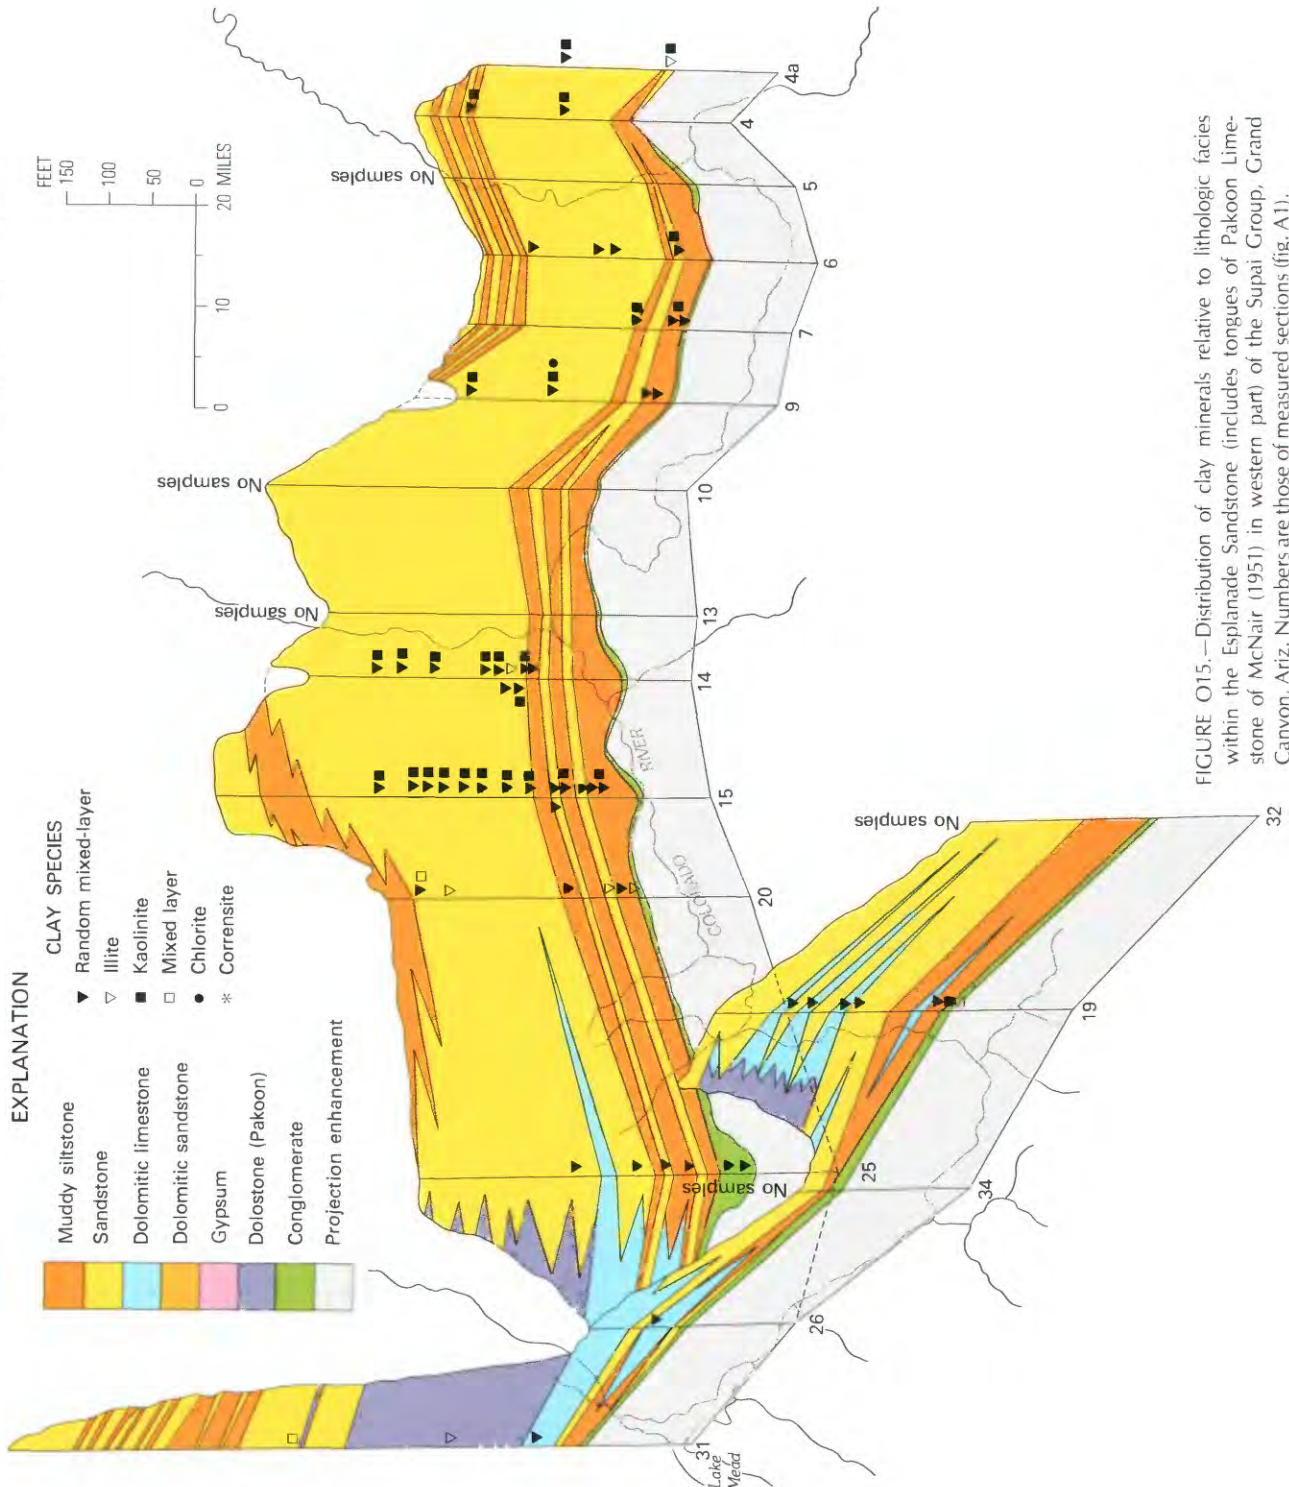 EXPLANATION
Muddy siltstone
Sandstone
Dolomitic limestone
Dolomitic sandstone
Gypsum
Dolostone (Pakoon)
Conglomerate
Projection enhancement
CLAY SPECIES
Random mixed-layer
Illite
Kaolinite
Mixed layer
Chlorite
Corrensite
FEET
150
100
50
0
0
10
20 MILES
No samples
No samples
No samples
No samples
No samples
COLORADO
RIVER
Lake
Mead
31
26
34
25
19
32
20
15
14
13
10
9
7
6
5
4
4a
FIGURE O15.—Distribution of clay minerals relative to lithologic facies
within the Esplanade Sandstone (includes tongues of Pakoon Lime-
stone of McNair (1951) in western part) of the Supai Group, Grand
Canyon, Ariz. Numbers are those of measured sections (fig. A1).